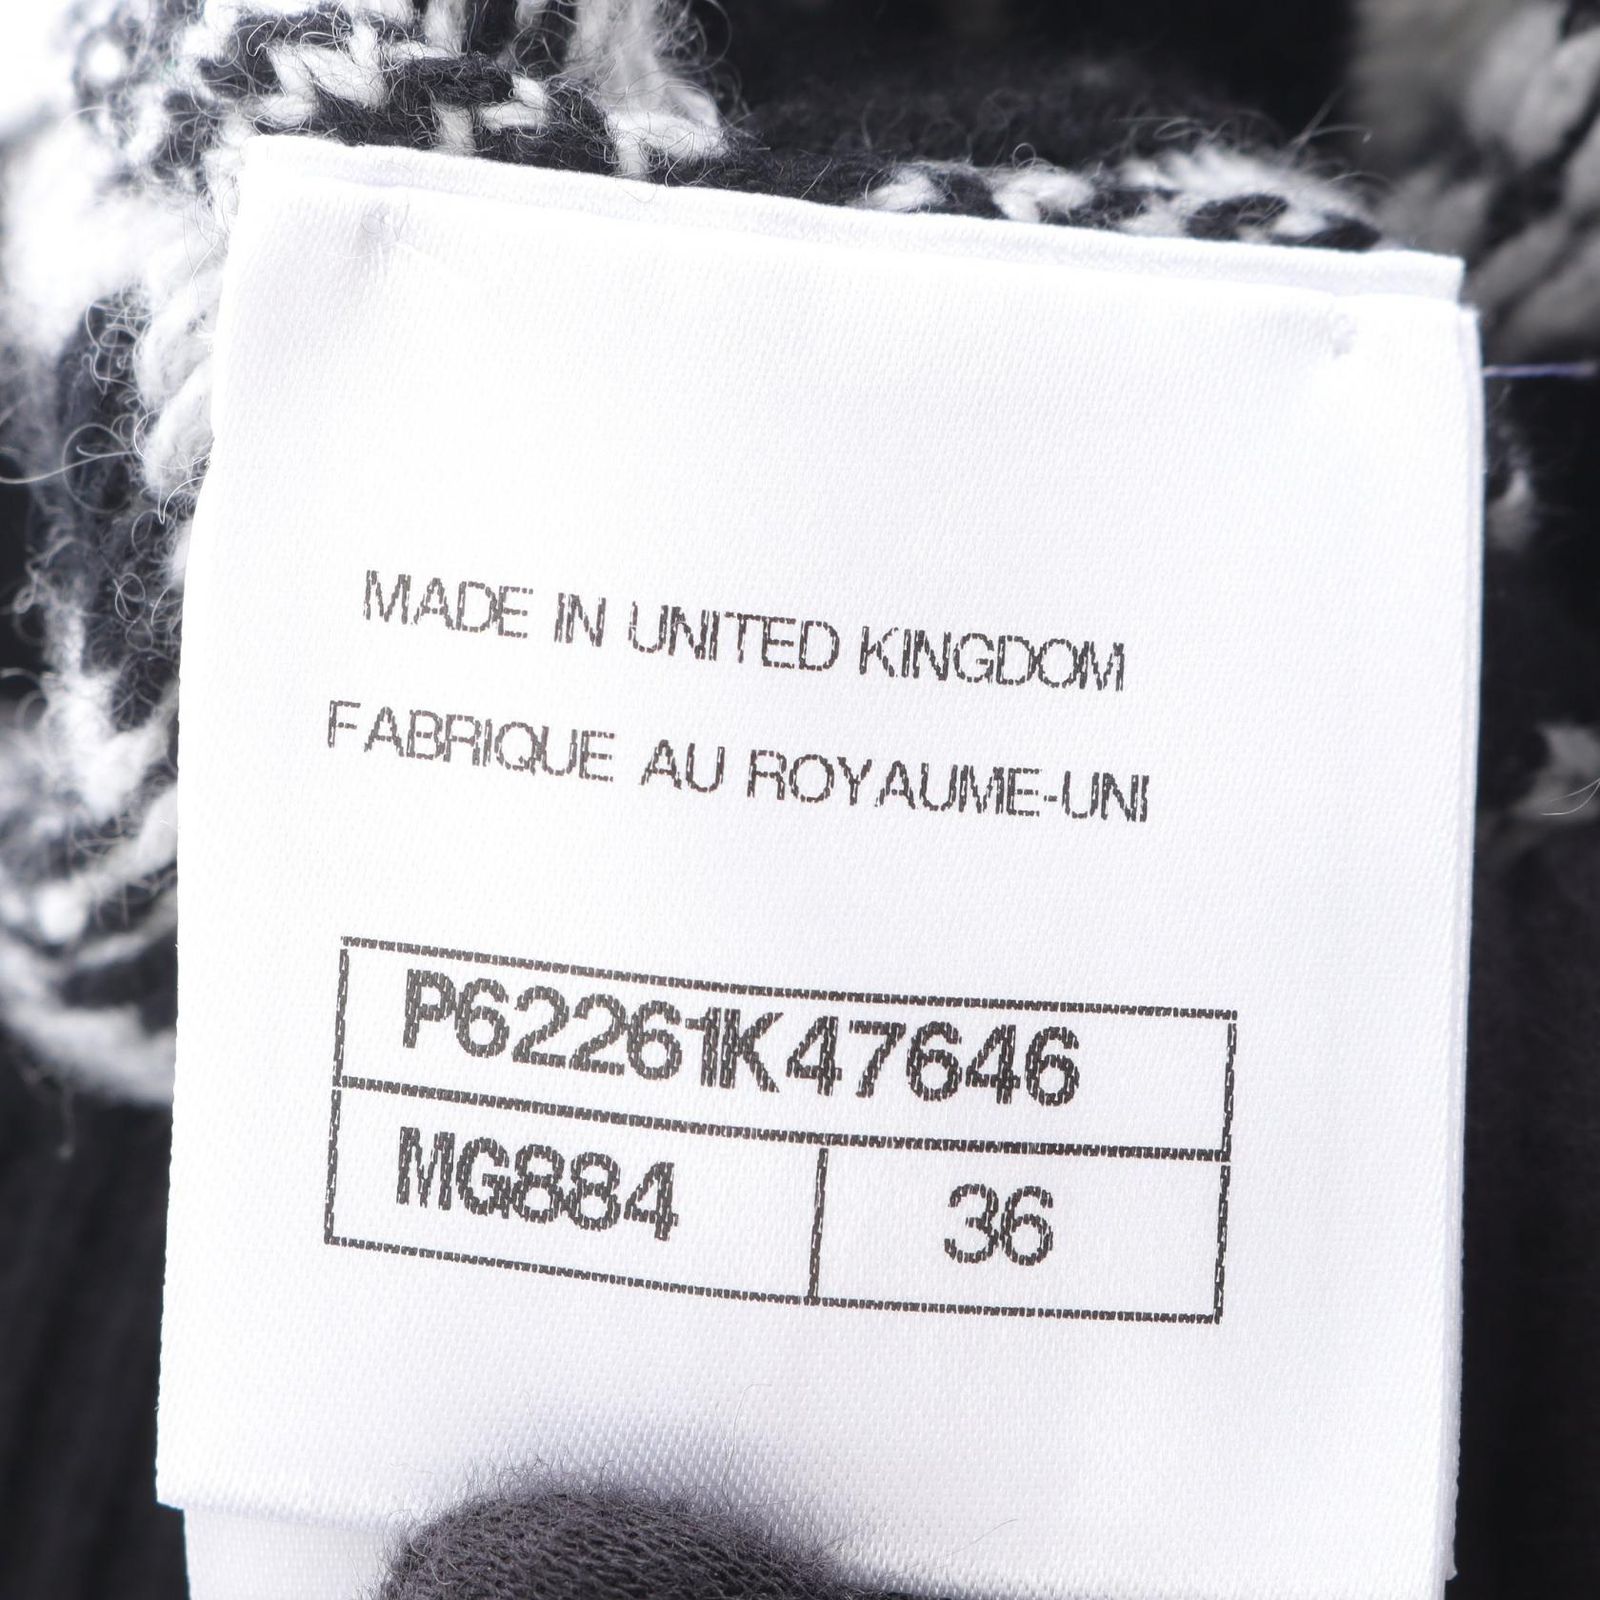 MADE IN UNITED KINGDOM
FABRIQUE AU ROYAUME-UNI
P62261K47646
MG884 36